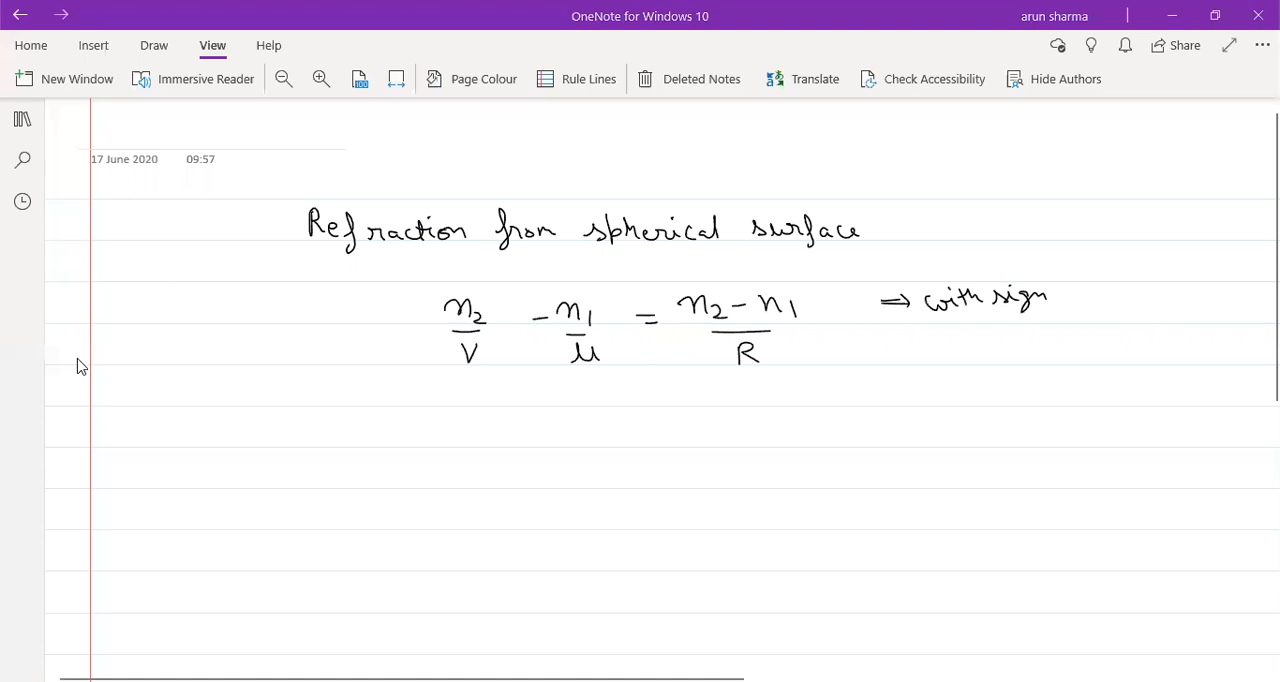 OneNote for Windows 10
arun sharma
Home Insert Draw View Help
Share
New Window Immersive Reader 100 Page Colour Rule Lines Deleted Notes Translate Check Accessibility Hide Authors
17 June 2020 09:57
Refraction from spherical surface
n₂/v - n₁/u = n₂ - n₁/R ⇒ with sign